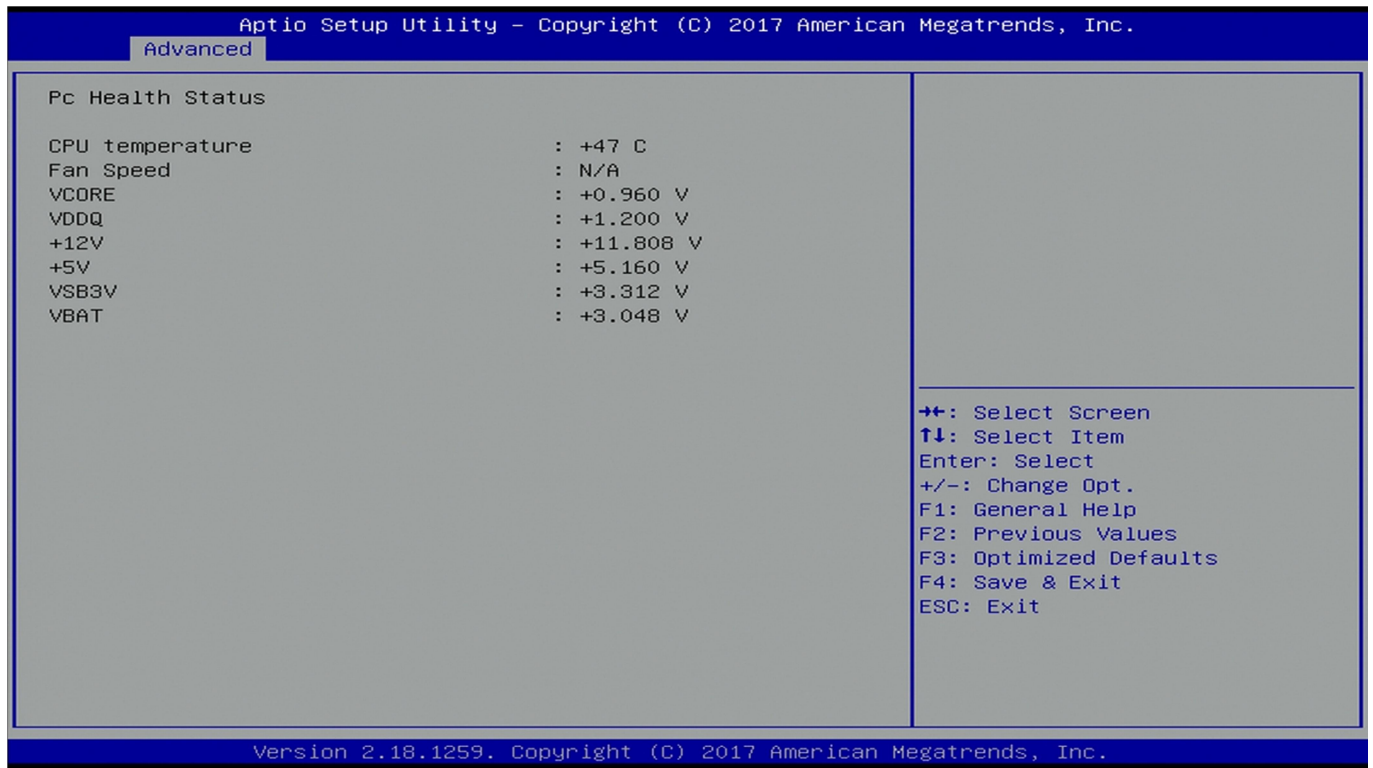 Aptio Setup Utility – Copyright (C) 2017 American Megatrends, Inc.
Advanced
Pc Health Status
CPU temperature : +47 C
Fan Speed : N/A
VCORE : +0.960 V
VDDQ : +1.200 V
+12V : +11.808 V
+5V : +5.160 V
VSB3V : +3.312 V
VBAT : +3.048 V
→←: Select Screen
↑↓: Select Item
Enter: Select
+/-: Change Opt.
F1: General Help
F2: Previous Values
F3: Optimized Defaults
F4: Save & Exit
ESC: Exit
Version 2.18.1259. Copyright (C) 2017 American Megatrends, Inc.